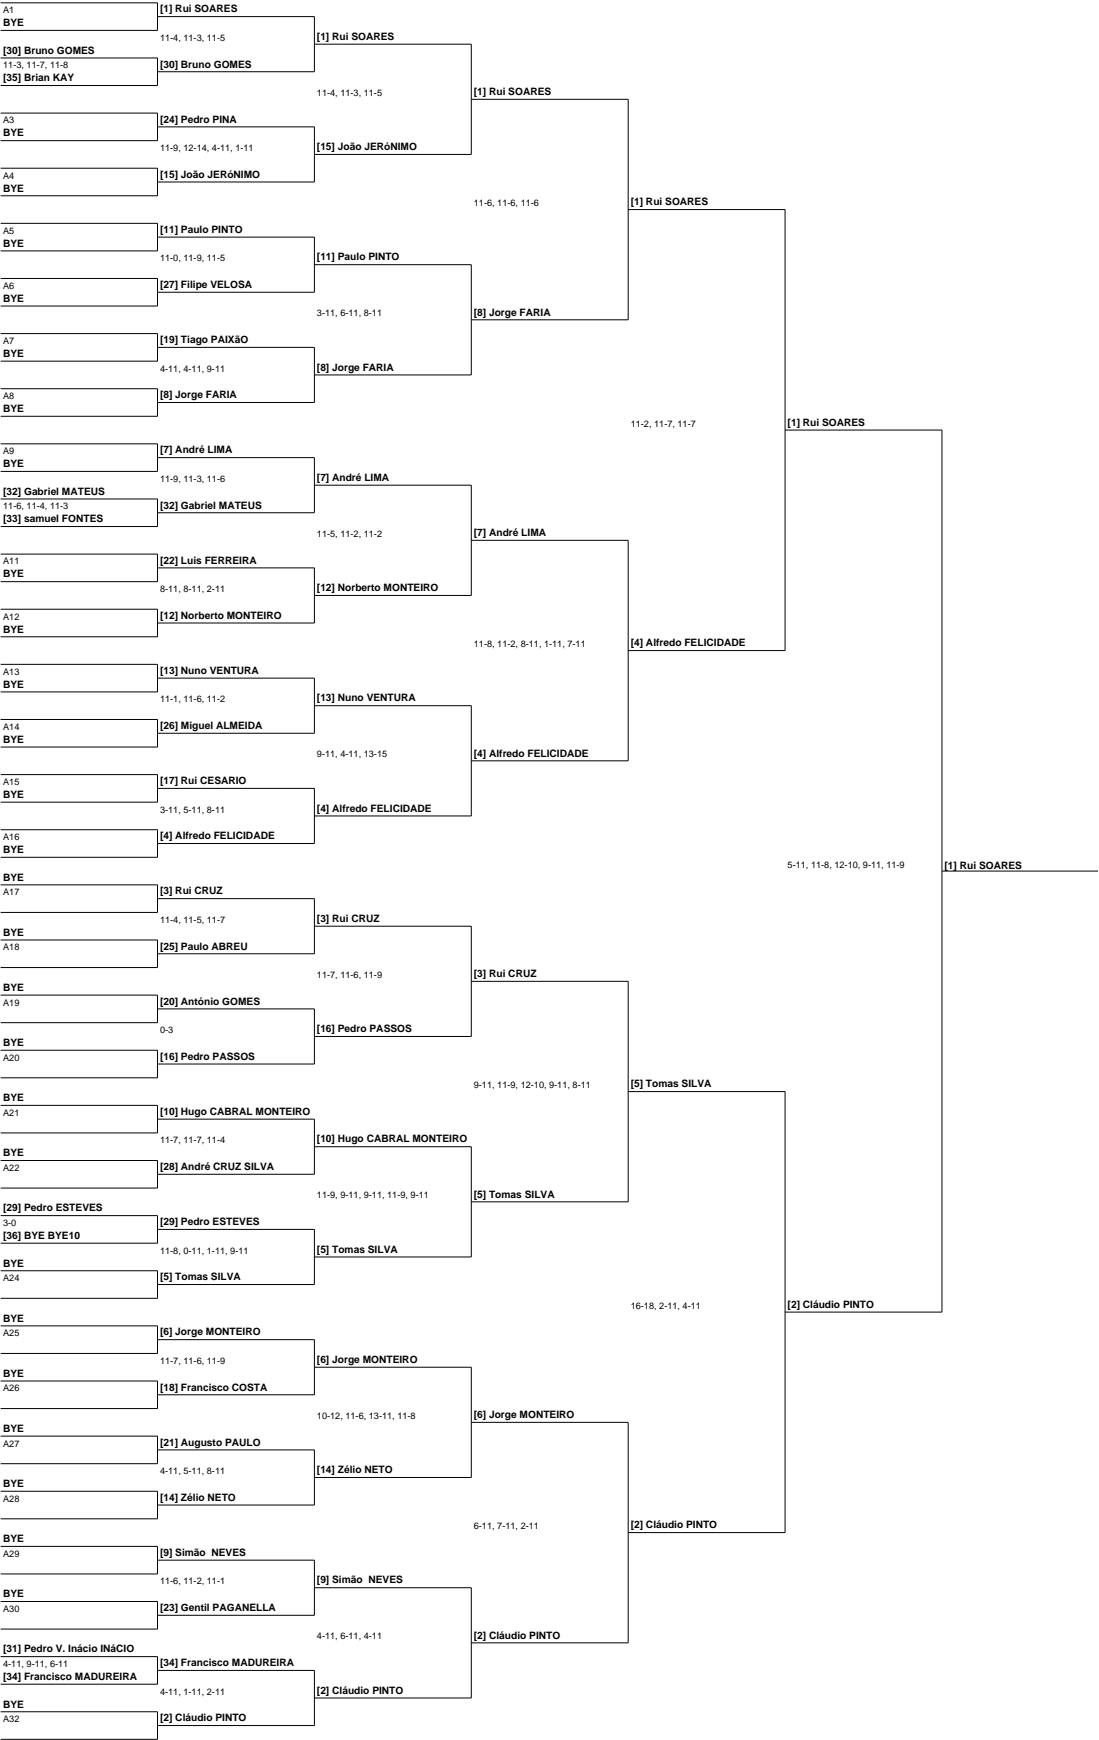 A1
[1] Rui SOARES
BYE
11-4, 11-3, 11-5
[1] Rui SOARES
[30] Bruno GOMES
11-3, 11-7, 11-8
[30] Bruno GOMES
[35] Brian KAY
11-4, 11-3, 11-5
[1] Rui SOARES
A3
[24] Pedro PINA
BYE
11-9, 12-14, 4-11, 1-11
[15] João JERóNIMO
A4
[15] João JERóNIMO
BYE
11-6, 11-6, 11-6
[1] Rui SOARES
A5
[11] Paulo PINTO
BYE
11-0, 11-9, 11-5
[11] Paulo PINTO
A6
[27] Filipe VELOSA
BYE
3-11, 6-11, 8-11
[8] Jorge FARIA
A7
[19] Tiago PAIXãO
BYE
4-11, 4-11, 9-11
[8] Jorge FARIA
A8
[8] Jorge FARIA
BYE
11-2, 11-7, 11-7
[1] Rui SOARES
A9
[7] André LIMA
BYE
11-9, 11-3, 11-6
[7] André LIMA
[32] Gabriel MATEUS
11-6, 11-4, 11-3
[32] Gabriel MATEUS
[33] samuel FONTES
11-5, 11-2, 11-2
[7] André LIMA
A11
[22] Luis FERREIRA
BYE
8-11, 8-11, 2-11
[12] Norberto MONTEIRO
A12
[12] Norberto MONTEIRO
BYE
11-8, 11-2, 8-11, 1-11, 7-11
[4] Alfredo FELICIDADE
A13
[13] Nuno VENTURA
BYE
11-1, 11-6, 11-2
[13] Nuno VENTURA
A14
[26] Miguel ALMEIDA
BYE
9-11, 4-11, 13-15
[4] Alfredo FELICIDADE
A15
[17] Rui CESARIO
BYE
3-11, 5-11, 8-11
[4] Alfredo FELICIDADE
A16
[4] Alfredo FELICIDADE
BYE
5-11, 11-8, 12-10, 9-11, 11-9
[1] Rui SOARES
BYE
A17
[3] Rui CRUZ
11-4, 11-5, 11-7
[3] Rui CRUZ
BYE
A18
[25] Paulo ABREU
11-7, 11-6, 11-9
[3] Rui CRUZ
BYE
A19
[20] António GOMES
0-3
[16] Pedro PASSOS
BYE
A20
[16] Pedro PASSOS
9-11, 11-9, 12-10, 9-11, 8-11
[5] Tomas SILVA
BYE
A21
[10] Hugo CABRAL MONTEIRO
11-7, 11-7, 11-4
[10] Hugo CABRAL MONTEIRO
BYE
A22
[28] André CRUZ SILVA
11-9, 9-11, 9-11, 11-9, 9-11
[5] Tomas SILVA
[29] Pedro ESTEVES
3-0
[29] Pedro ESTEVES
[36] BYE BYE10
11-8, 0-11, 1-11, 9-11
[5] Tomas SILVA
BYE
A24
[5] Tomas SILVA
16-18, 2-11, 4-11
[2] Cláudio PINTO
BYE
A25
[6] Jorge MONTEIRO
11-7, 11-6, 11-9
[6] Jorge MONTEIRO
BYE
A26
[18] Francisco COSTA
10-12, 11-6, 13-11, 11-8
[6] Jorge MONTEIRO
BYE
A27
[21] Augusto PAULO
4-11, 5-11, 8-11
[14] Zélio NETO
BYE
A28
[14] Zélio NETO
6-11, 7-11, 2-11
[2] Cláudio PINTO
BYE
A29
[9] Simão  NEVES
11-6, 11-2, 11-1
[9] Simão  NEVES
BYE
A30
[23] Gentil PAGANELLA
4-11, 6-11, 4-11
[2] Cláudio PINTO
[31] Pedro V. Inácio INáCIO
4-11, 9-11, 6-11
[34] Francisco MADUREIRA
[34] Francisco MADUREIRA
4-11, 1-11, 2-11
[2] Cláudio PINTO
BYE
A32
[2] Cláudio PINTO